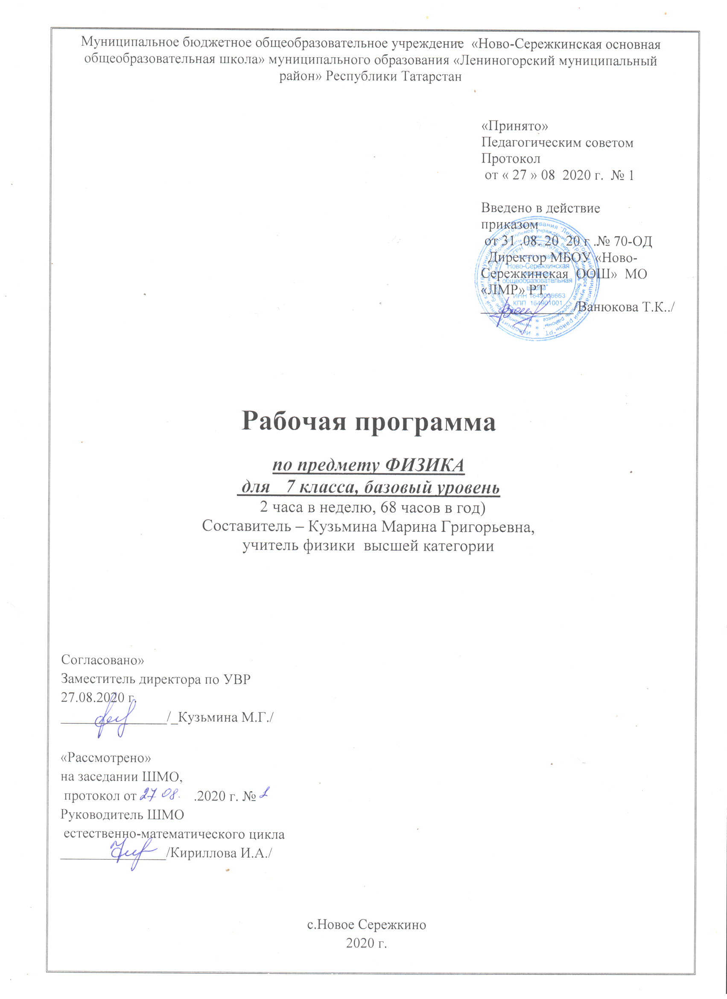 Муниципальное бюджетное общеобразовательное учреждение «Ново-Сережкинская основная
общеобразовательная школа» муниципального образования «Лениногорский муниципальный
район» Республики Татарстан
«Принято»
Педагогическим советом
Протокол
от « 27 » 08 2020 г. № 1
Введено в действие
приказом
от 31 .08. 20 20 г .№ 70-ОД
Директор МБОУ «Ново-
Сережкинская ООШ» МО
«ЛМР» РТ
/Ванюкова Т.К../
Ново-Сережкинская
основная
общеобразовательная
школа"
ИНН 1649006663
КПП 164901001
Рабочая программа
по предмету ФИЗИКА
для 7 класса, базовый уровень
2 часа в неделю, 68 часов в год)
Составитель – Кузьмина Марина Григорьевна,
учитель физики высшей категории
Согласовано»
Заместитель директора по УВР
27.08.2020 г.
/_Кузьмина М.Г./
«Рассмотрено»
на заседании ШМО,
протокол от 27 08. .2020 г. № 1
Руководитель ШМО
естественно-математического цикла
/Кириллова И.А./
с.Новое Сережкино
2020 г.